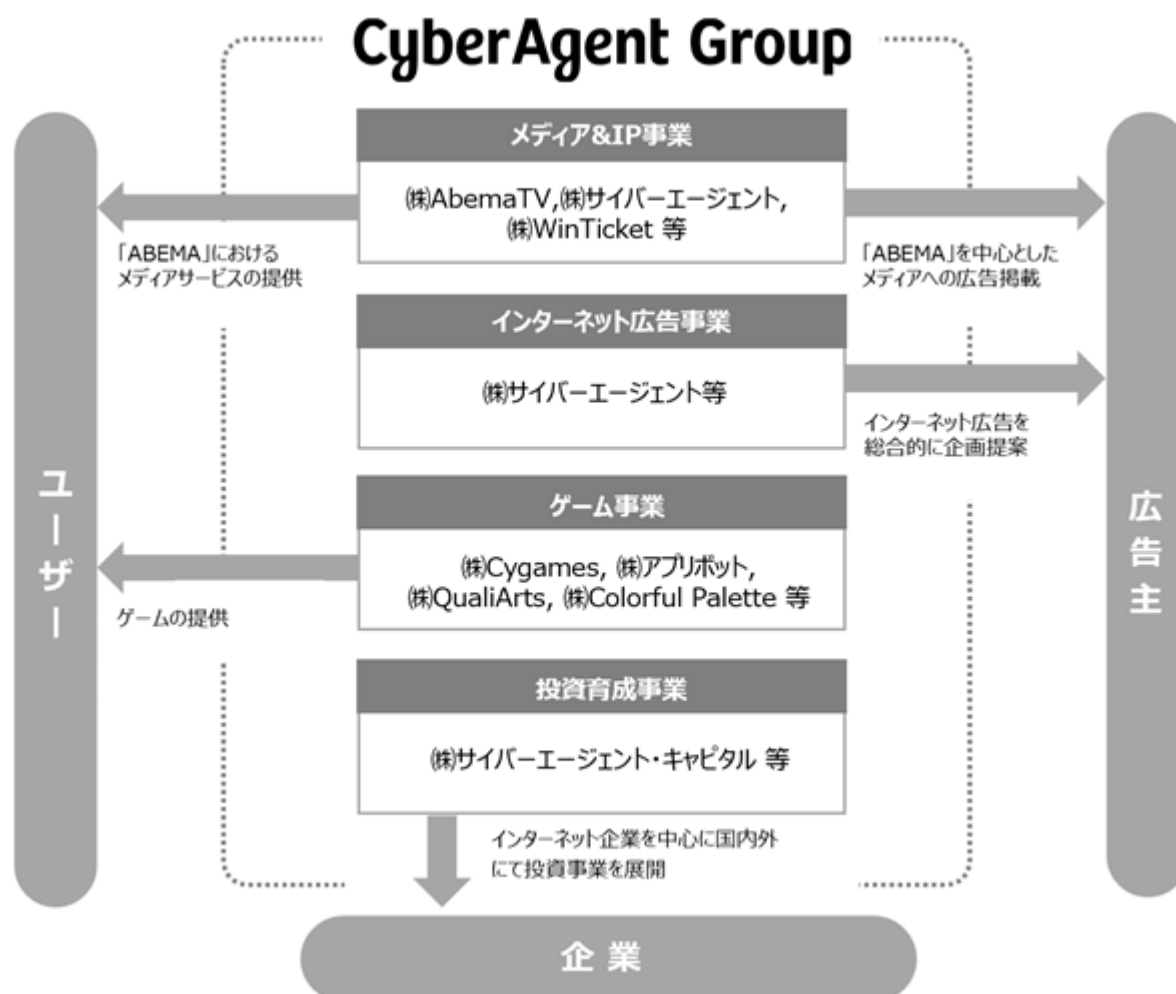 CyberAgent Group
メディア&IP事業
㈱AbemaTV,㈱サイバーエージェント,
㈱WinTicket 等
「ABEMA」における
メディアサービスの提供
「ABEMA」を中心とした
メディアへの広告掲載
インターネット広告事業
㈱サイバーエージェント等
インターネット広告を
総合的に企画提案
ゲーム事業
㈱Cygames, ㈱アプリボット,
㈱QualiArts, ㈱Colorful Palette 等
ゲームの提供
投資育成事業
㈱サイバーエージェント・キャピタル 等
インターネット企業を中心に国内外
にて投資事業を展開
ユーザー
広告主
企業